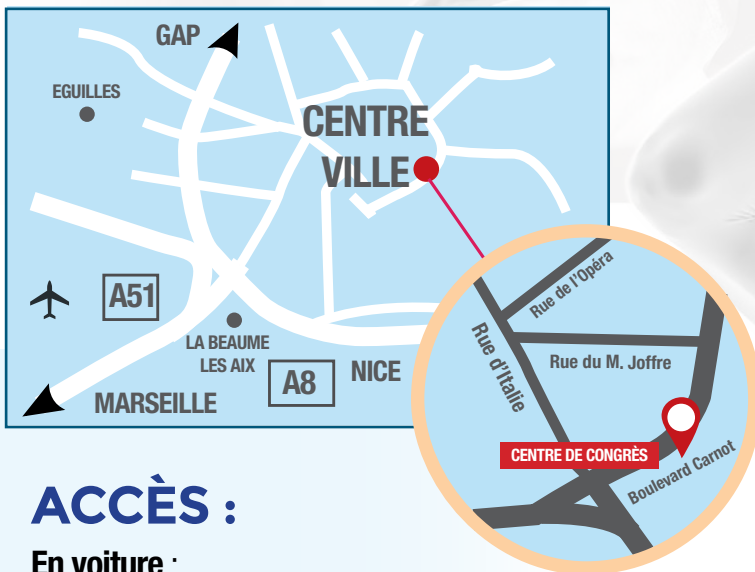 GAP
EGUILLES
CENTRE
VILLE
A51
LA BEAUME
LES AIX
A8
NICE
MARSEILLE
Rue de l'Opéra
Rue d'Italie
Rue du M. Joffre
CENTRE DE CONGRÈS
Boulevard Carnot
ACCÈS :
En voiture :